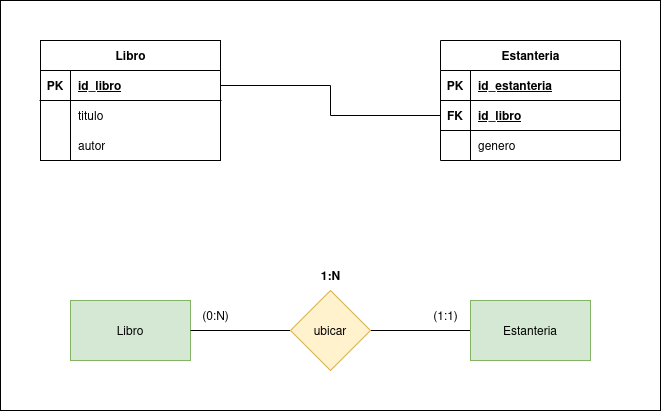 Libro
PK id_libro
titulo
autor
Estanteria
PK id_estanteria
FK id_libro
genero
1:N
Libro
(0:N)
ubicar
(1:1)
Estanteria